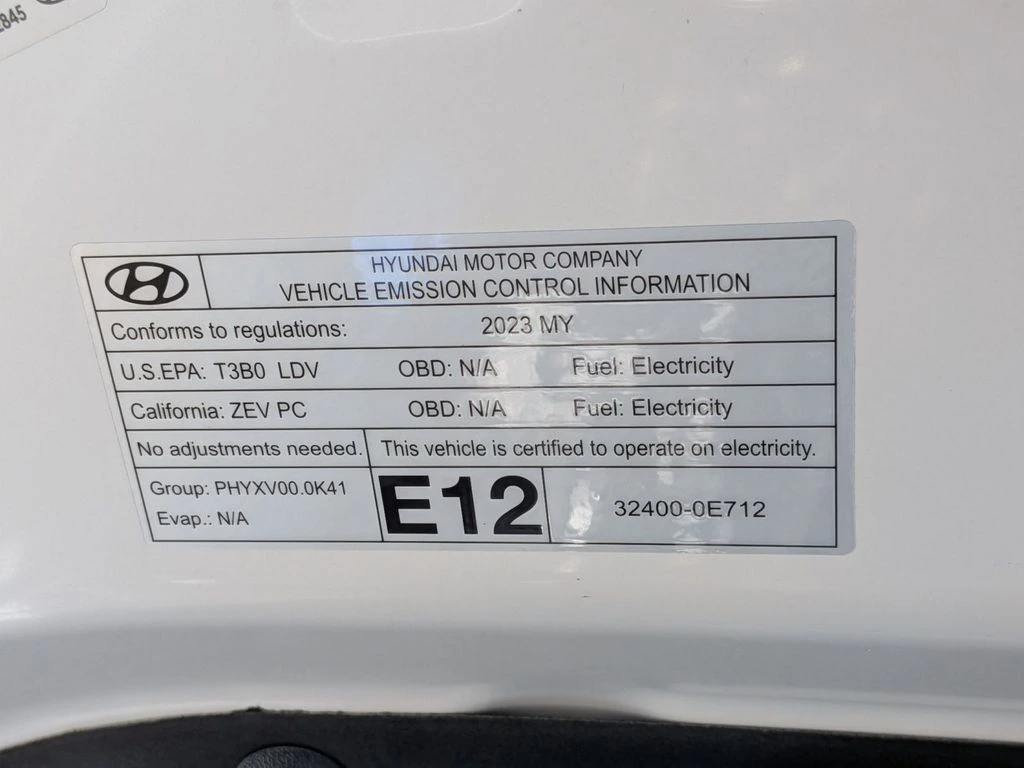 2845
HYUNDAI MOTOR COMPANY
VEHICLE EMISSION CONTROL INFORMATION
Conforms to regulations: 2023 MY
U.S.EPA: T3B0 LDV OBD: N/A Fuel: Electricity
California: ZEV PC OBD: N/A Fuel: Electricity
No adjustments needed. This vehicle is certified to operate on electricity.
Group: PHYXV00.0K41
Evap.: N/A
E12
32400-0E712